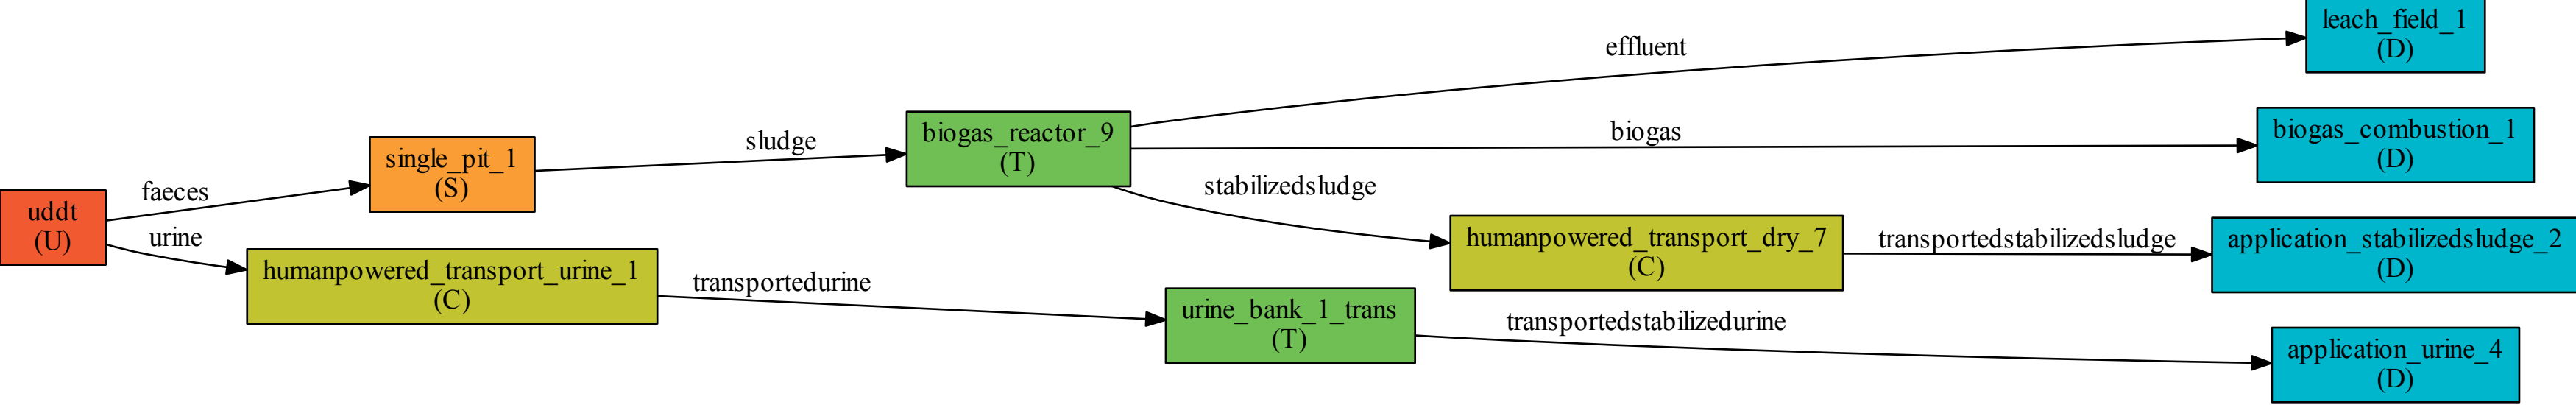 leach_field_1
(D)
effluent
biogas_reactor_9
(T)
biogas
biogas_combustion_1
(D)
sludge
single_pit_1
(S)
faeces
stabilizedsludge
uddt
(U)
urine
humanpowered_transport_dry_7
(C)
transportedstabilizedsludge
application_stabilizedsludge_2
(D)
humanpowered_transport_urine_1
(C)
transportedurine
urine_bank_1_trans
(T)
transportedstabilizedurine
application_urine_4
(D)